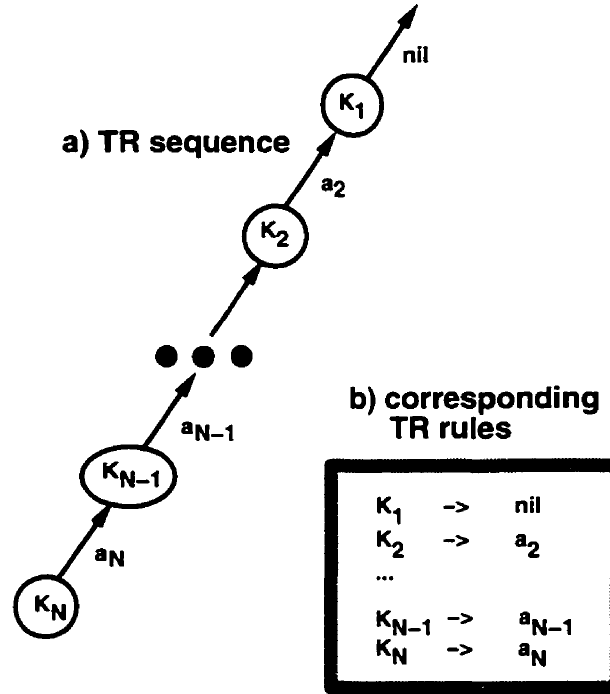 nil
K1
a) TR sequence
a2
K2
aN-1
KN-1
aN
KN
b) corresponding
TR rules
K1 -> nil
K2 -> a2
...
KN-1 -> aN-1
KN -> aN